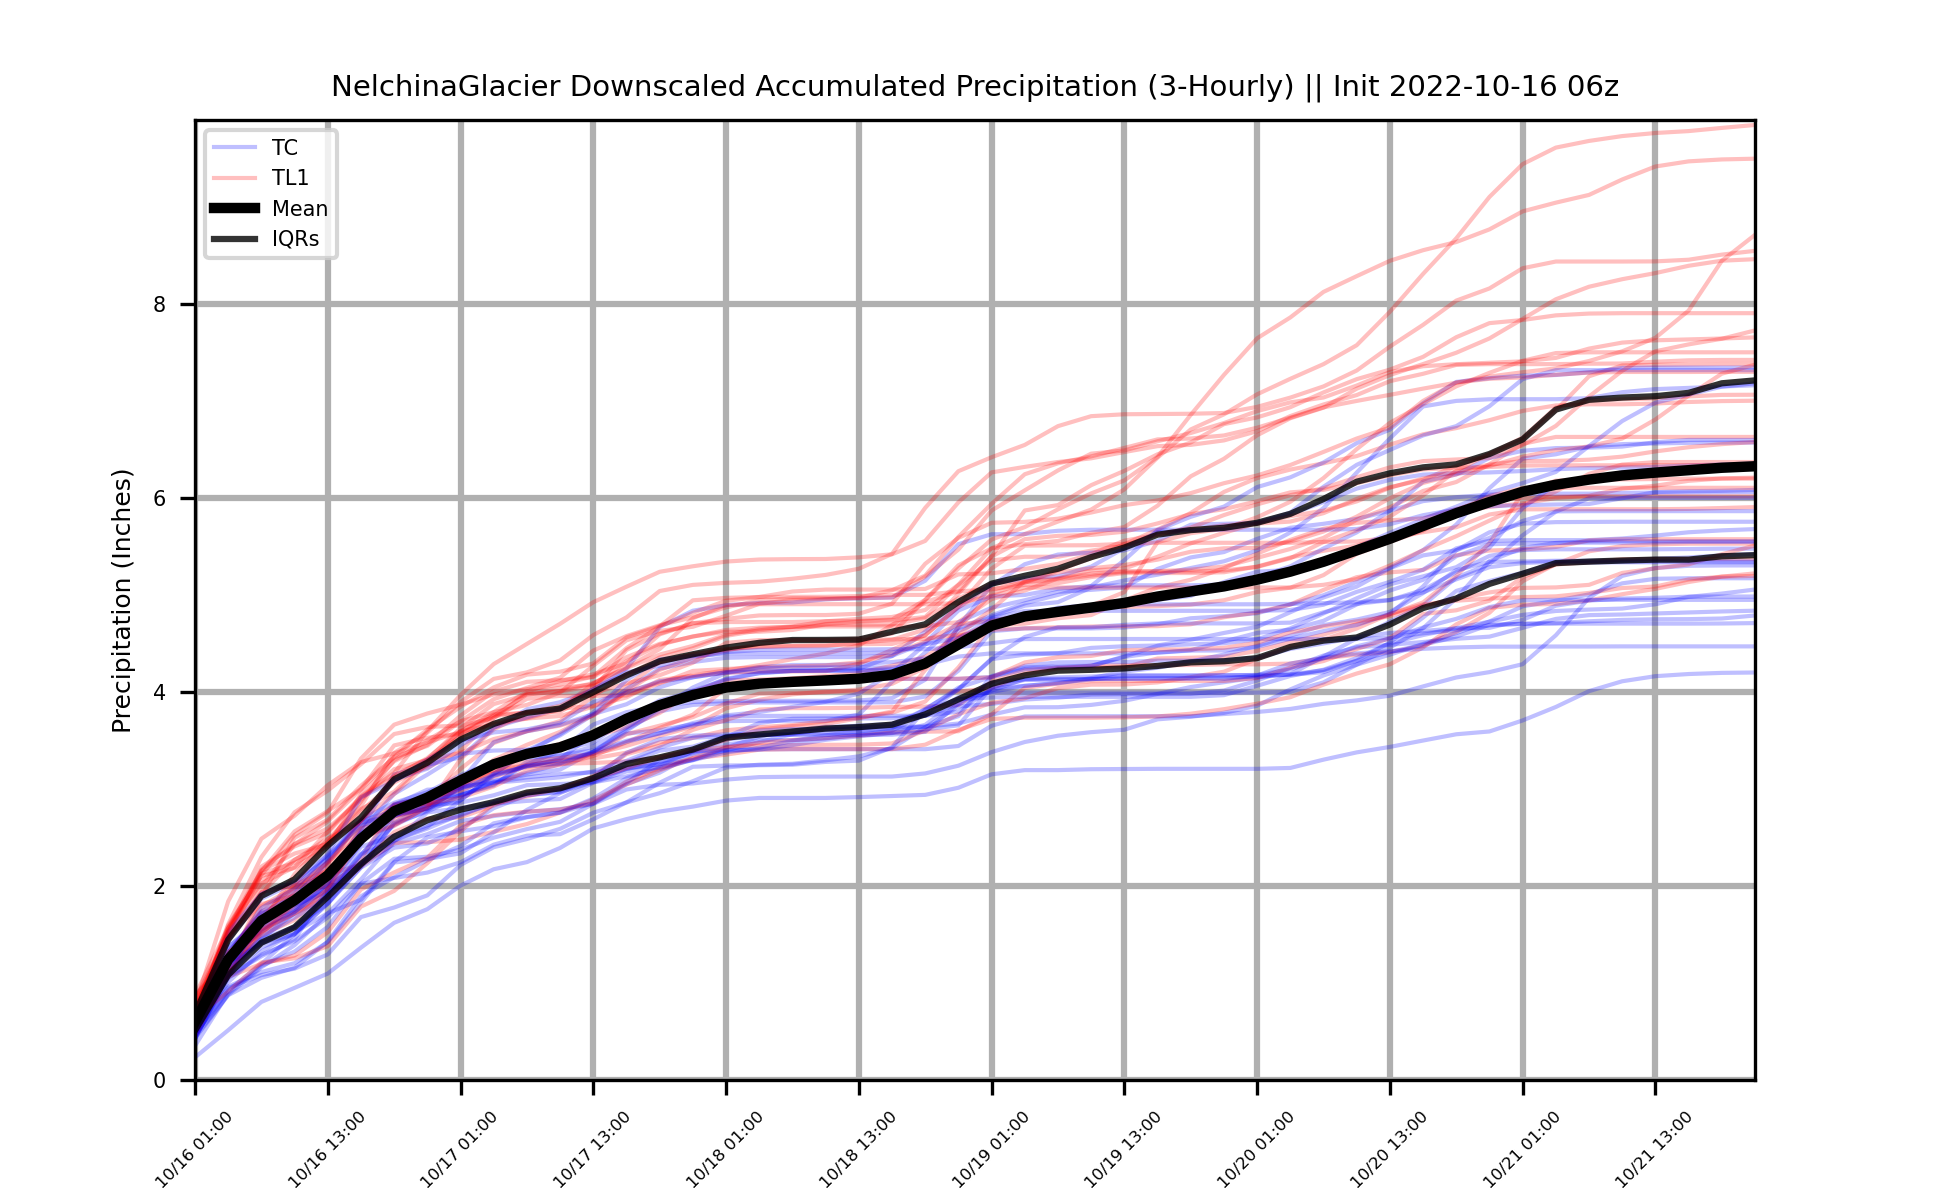 NelchinaGlacier Downscaled Accumulated Precipitation (3-Hourly) || Init 2022-10-16 06z
TC
TL1
Mean
IQRs
Precipitation (Inches)
8
6
4
2
0
10/16 01:00
10/16 13:00
10/17 01:00
10/17 13:00
10/18 01:00
10/18 13:00
10/19 01:00
10/19 13:00
10/20 01:00
10/20 13:00
10/21 01:00
10/21 13:00